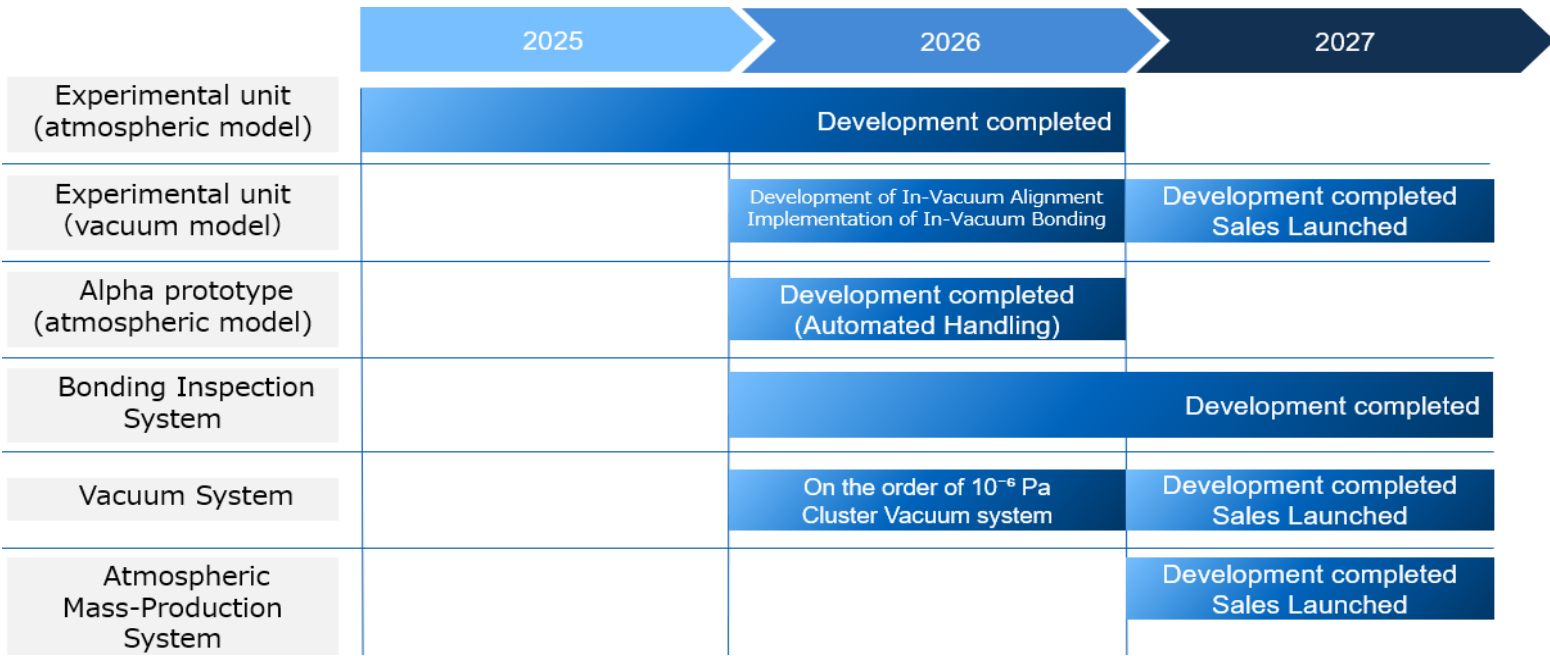 2025
2026
2027
Experimental unit
(atmospheric model)
Development completed
Experimental unit
(vacuum model)
Development of In-Vacuum Alignment
Implementation of In-Vacuum Bonding
Development completed
Sales Launched
Alpha prototype
(atmospheric model)
Development completed
(Automated Handling)
Bonding Inspection
System
Development completed
Vacuum System
On the order of 10⁻⁶ Pa
Cluster Vacuum system
Development completed
Sales Launched
Atmospheric
Mass-Production
System
Development completed
Sales Launched